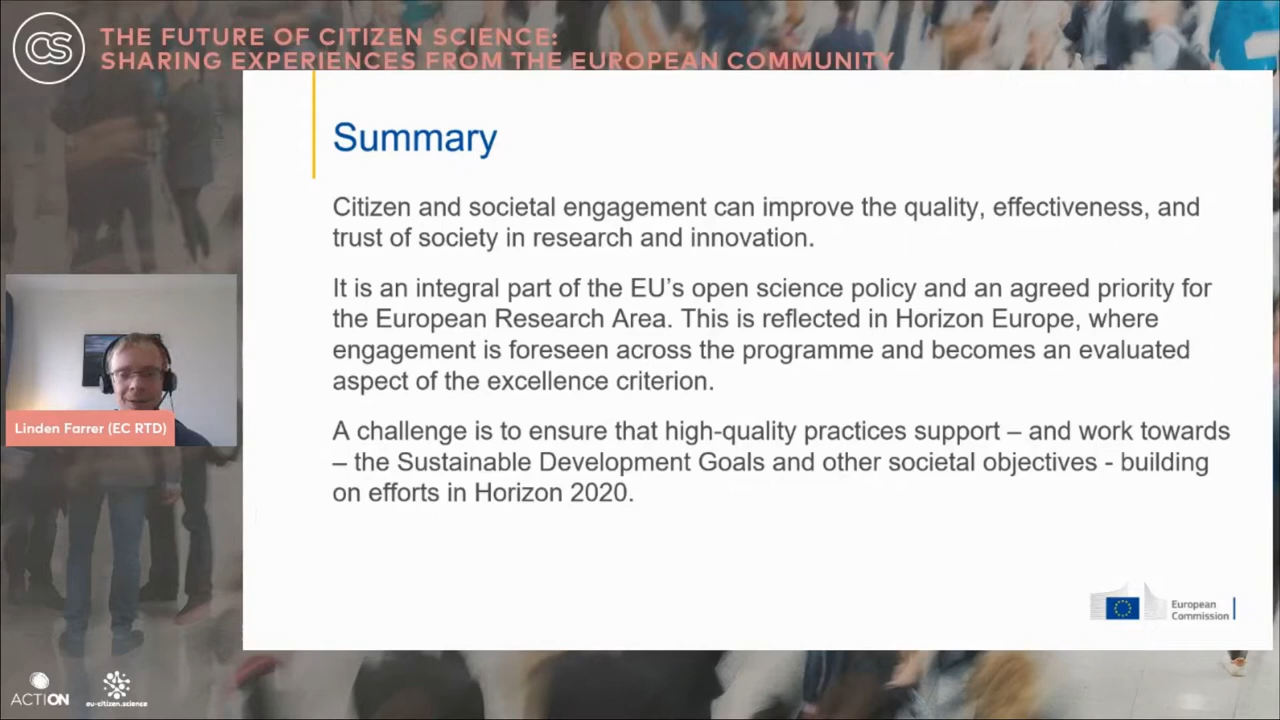 CS
THE FUTURE OF CITIZEN SCIENCE:
SHARING EXPERIENCES FROM THE EUROPEAN COMMUNITY
Summary
Citizen and societal engagement can improve the quality, effectiveness, and
trust of society in research and innovation.
It is an integral part of the EU’s open science policy and an agreed priority for
the European Research Area. This is reflected in Horizon Europe, where
engagement is foreseen across the programme and becomes an evaluated
aspect of the excellence criterion.
A challenge is to ensure that high-quality practices support – and work towards
– the Sustainable Development Goals and other societal objectives - building
on efforts in Horizon 2020.
Linden Farrer (EC RTD)
European
Commission
ACTION
eu-citizen.science